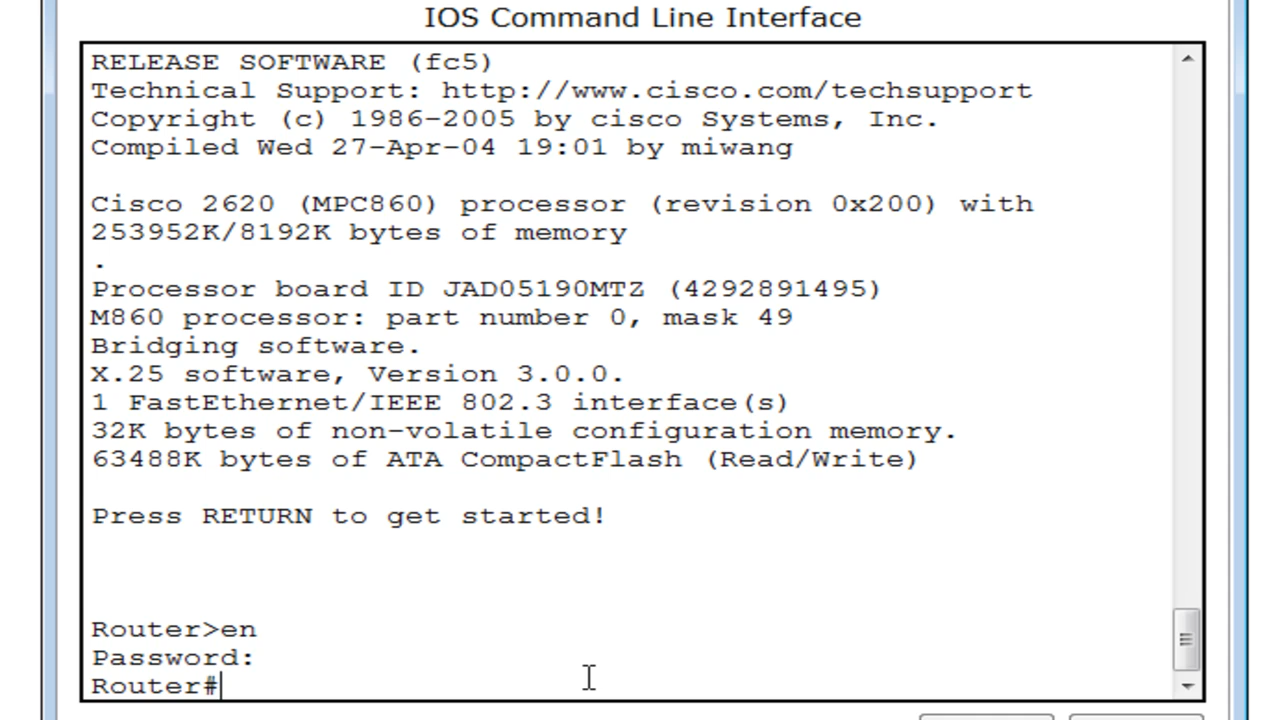 IOS Command Line Interface
RELEASE SOFTWARE (fc5)
Technical Support: http://www.cisco.com/techsupport
Copyright (c) 1986-2005 by cisco Systems, Inc.
Compiled Wed 27-Apr-04 19:01 by miwang
Cisco 2620 (MPC860) processor (revision 0x200) with
253952K/8192K bytes of memory
.
Processor board ID JAD05190MTZ (4292891495)
M860 processor: part number 0, mask 49
Bridging software.
X.25 software, Version 3.0.0.
1 FastEthernet/IEEE 802.3 interface(s)
32K bytes of non-volatile configuration memory.
63488K bytes of ATA CompactFlash (Read/Write)
Press RETURN to get started!
Router>en
Password:
Router#